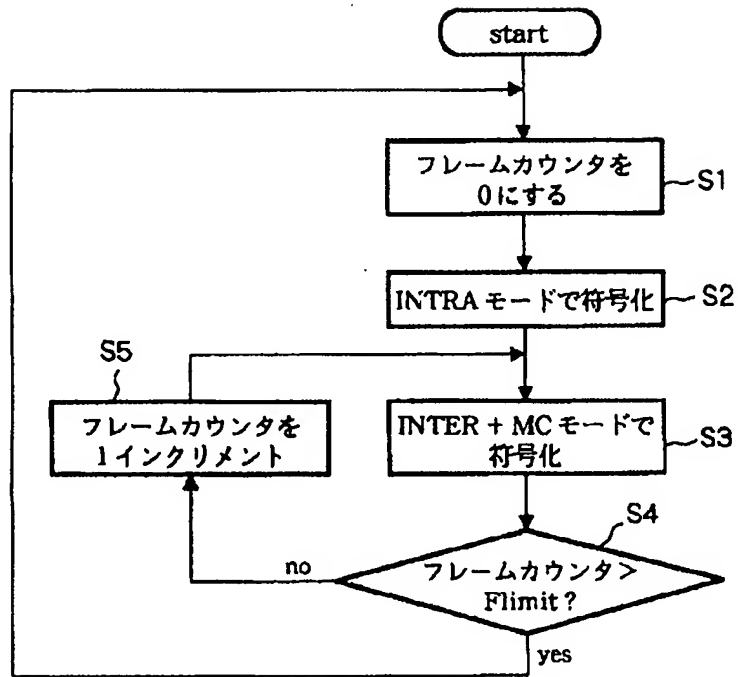 start
フレームカウンタを
0にする
S1
INTRA モードで符号化
S2
S5
フレームカウンタを
1インクリメント
INTER + MC モードで
符号化
S3
S4
フレームカウンタ>
Flimit?
no
yes